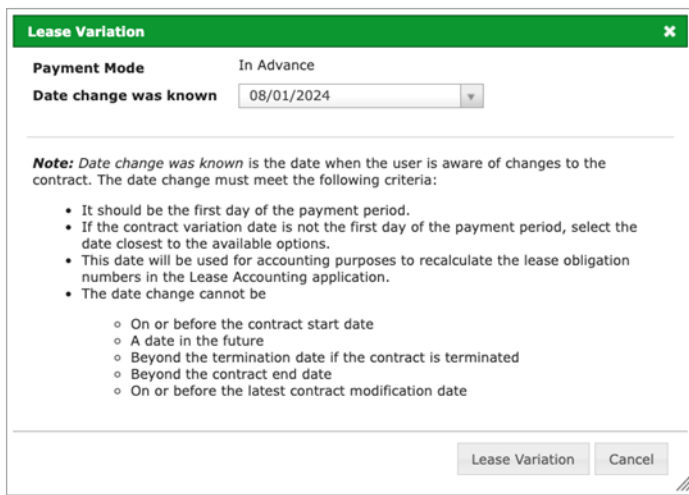 Lease Variation
Payment Mode In Advance
Date change was known 08/01/2024
Note: Date change was known is the date when the user is aware of changes to the
contract. The date change must meet the following criteria:
• It should be the first day of the payment period.
• If the contract variation date is not the first day of the payment period, select the
date closest to the available options.
• This date will be used for accounting purposes to recalculate the lease obligation
numbers in the Lease Accounting application.
• The date change cannot be
○ On or before the contract start date
○ A date in the future
○ Beyond the termination date if the contract is terminated
○ Beyond the contract end date
○ On or before the latest contract modification date
Lease Variation Cancel